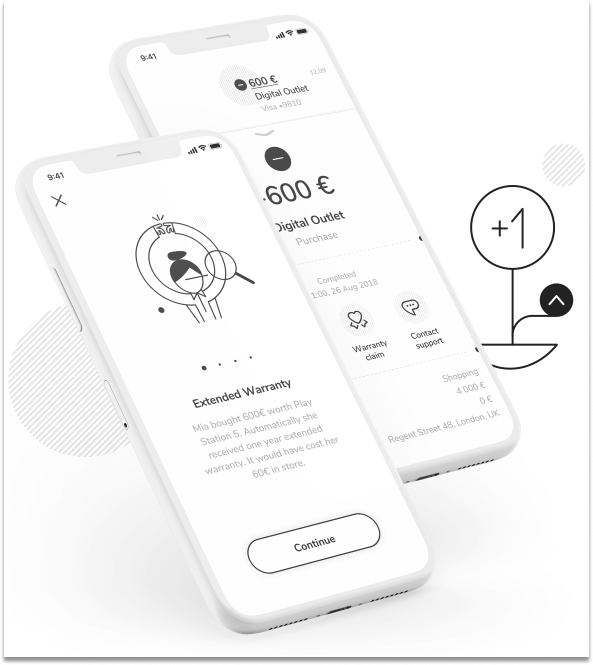 9:41
12.09
600 €
Digital Outlet
Visa •9810
-600 €
Digital Outlet
Purchase
Completed
1:00, 26 Aug 2018
Warranty
claim
Contact
support
Shopping
4 000 €
0 €
Regent Street 48, London, UK
9:41
Extended Warranty
Mia bought 600€ worth Play
Station 5. Automatically she
received one year extended
warranty. It would have cost her
60€ in store.
Continue
+1